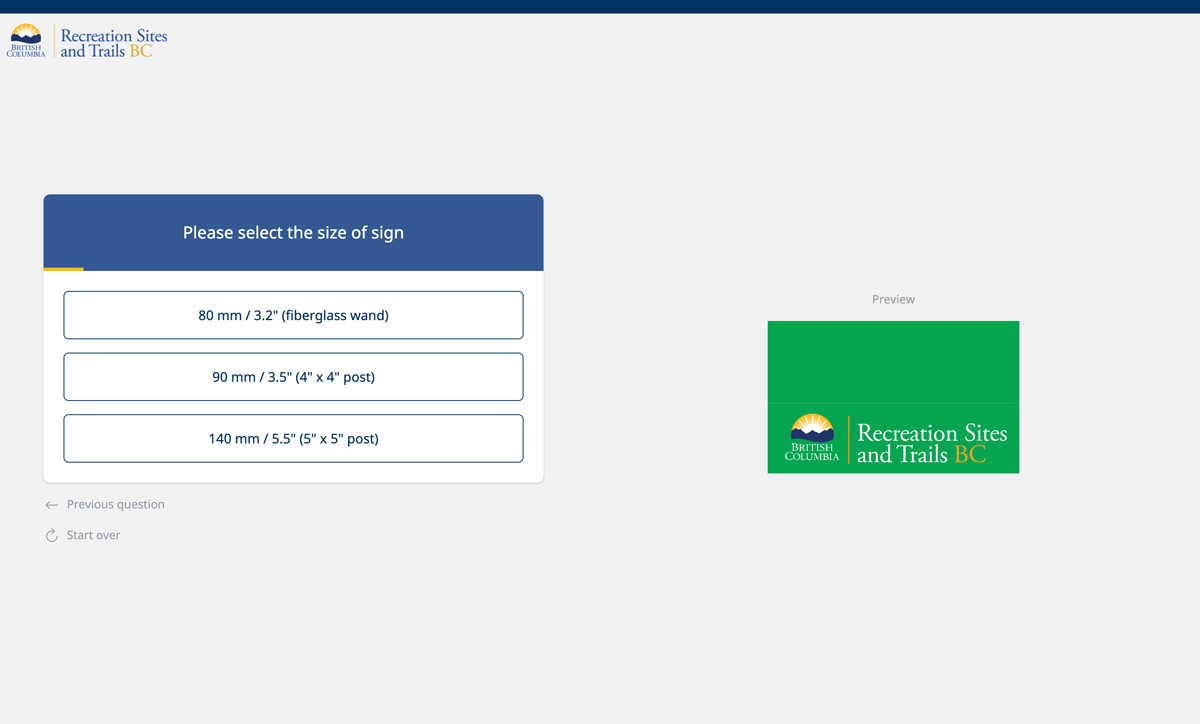 BRITISH
COLUMBIA
Recreation Sites
and Trails BC
Please select the size of sign
80 mm / 3.2" (fiberglass wand)
90 mm / 3.5" (4" x 4" post)
140 mm / 5.5" (5" x 5" post)
Previous question
Start over
Preview
BRITISH
COLUMBIA
Recreation Sites
and Trails BC